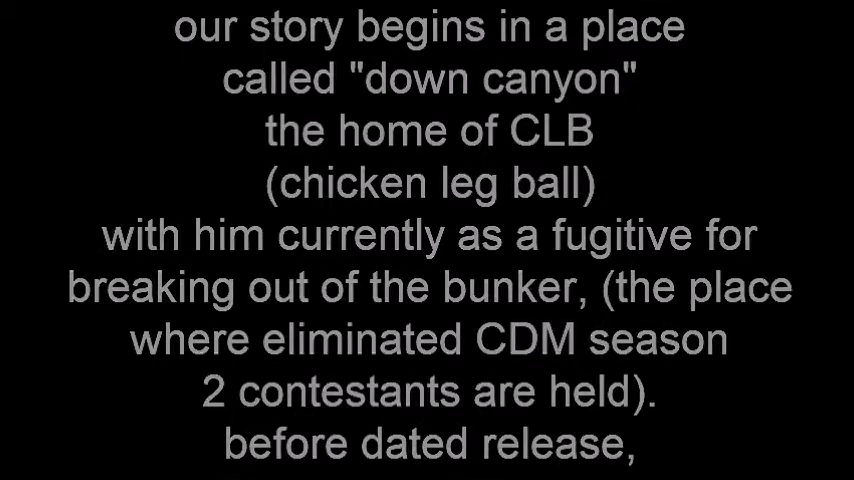 our story begins in a place
called "down canyon"
the home of CLB
(chicken leg ball)
with him currently as a fugitive for
breaking out of the bunker, (the place
where eliminated CDM season
2 contestants are held).
before dated release,